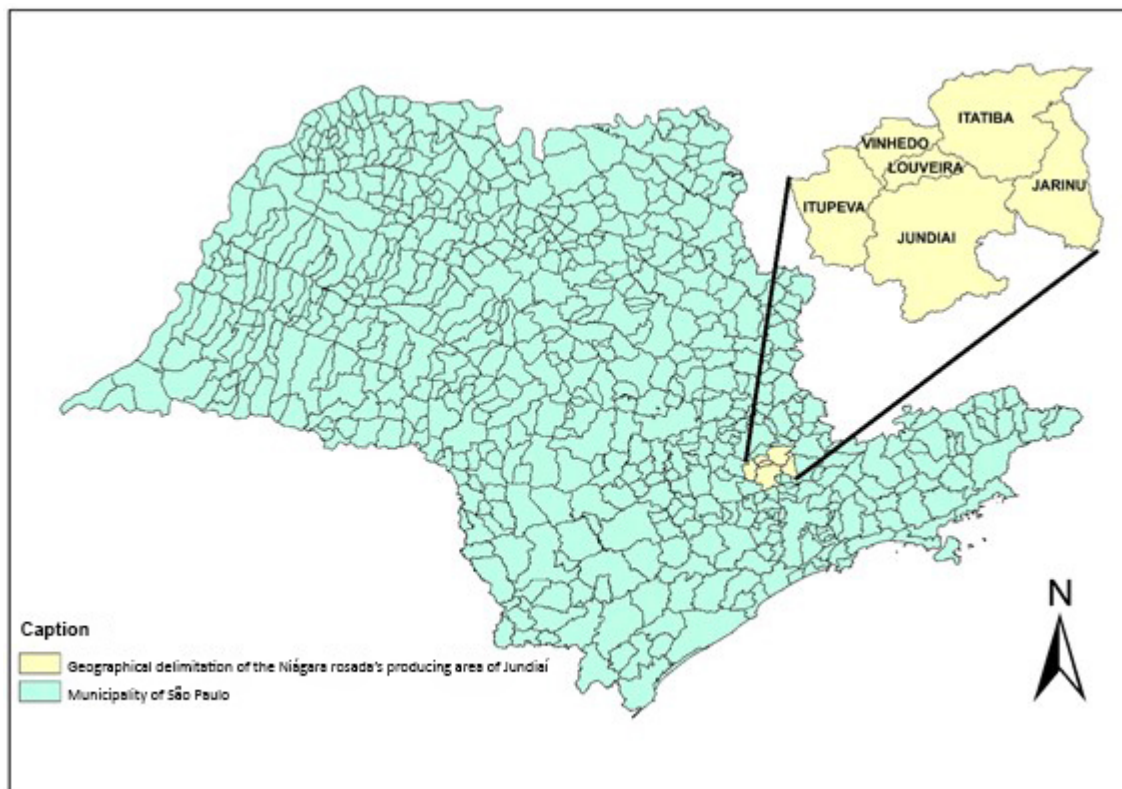 ITATIBA
VINHEDO
LOUVEIRA
JARINU
ITUPEVA
JUNDIAI
N
Caption
Geographical delimitation of the Niágara rosada's producing area of Jundiaí
Municipality of São Paulo